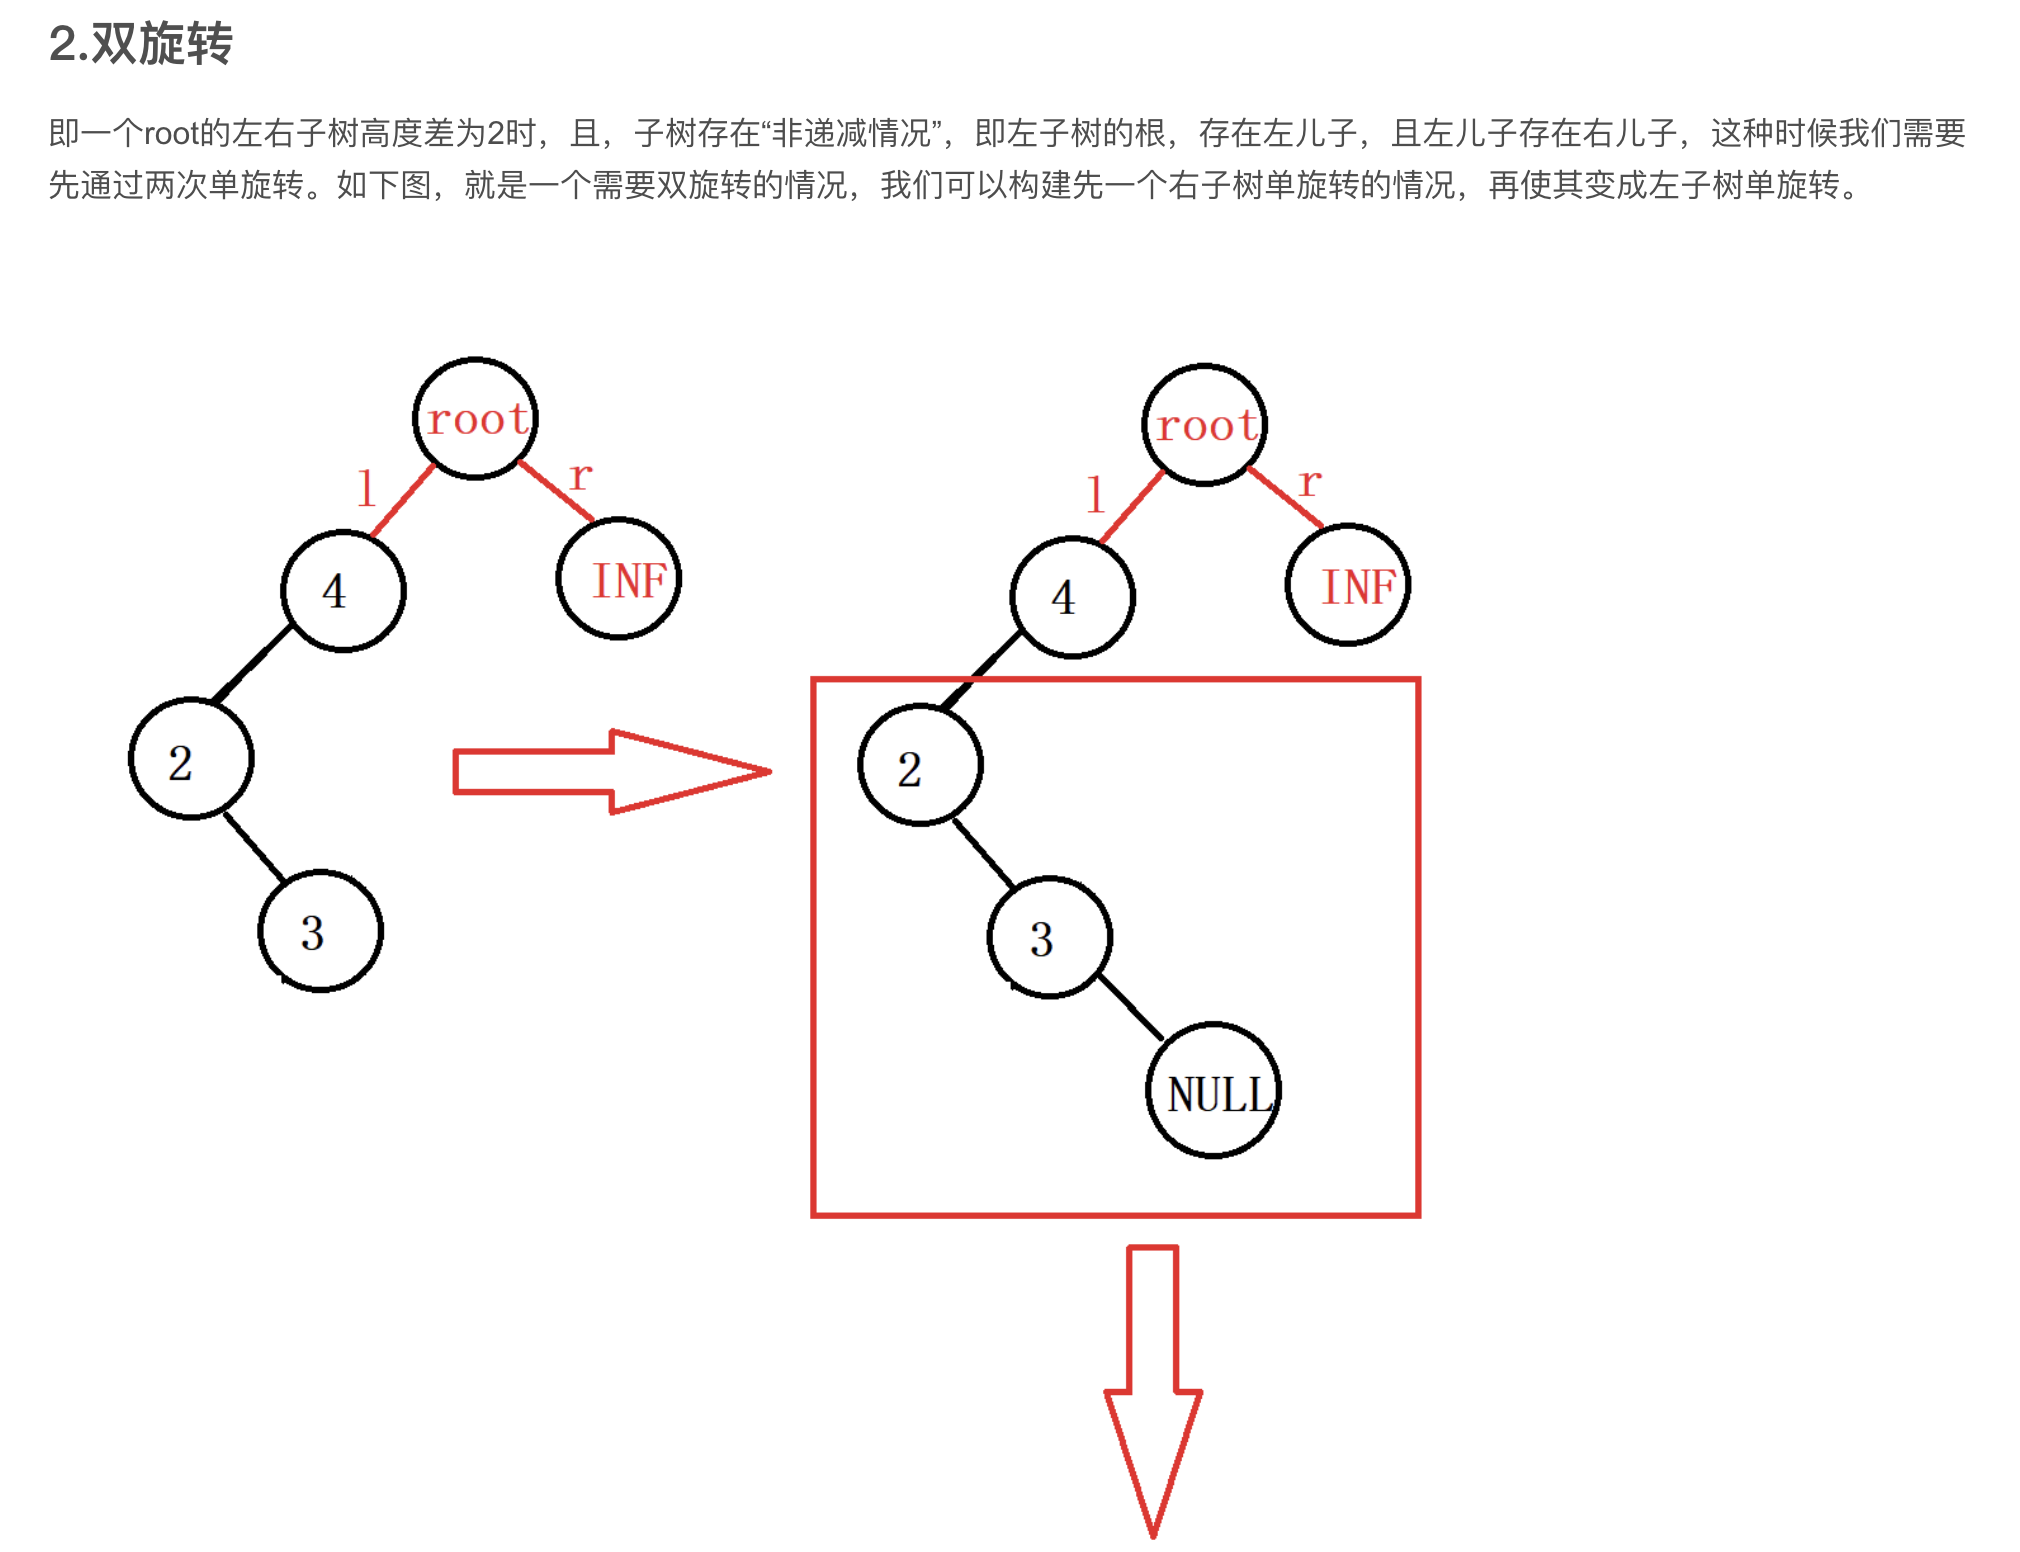 2.双旋转
即一个root的左右子树高度差为2时，且，子树存在“非递减情况”，即左子树的根，存在左儿子，且左儿子存在右儿子，这种时候我们需要
先通过两次单旋转。如下图，就是一个需要双旋转的情况，我们可以构建先一个右子树单旋转的情况，再使其变成左子树单旋转。
root
l
r
4
INF
2
3
root
l
r
4
INF
2
3
NULL